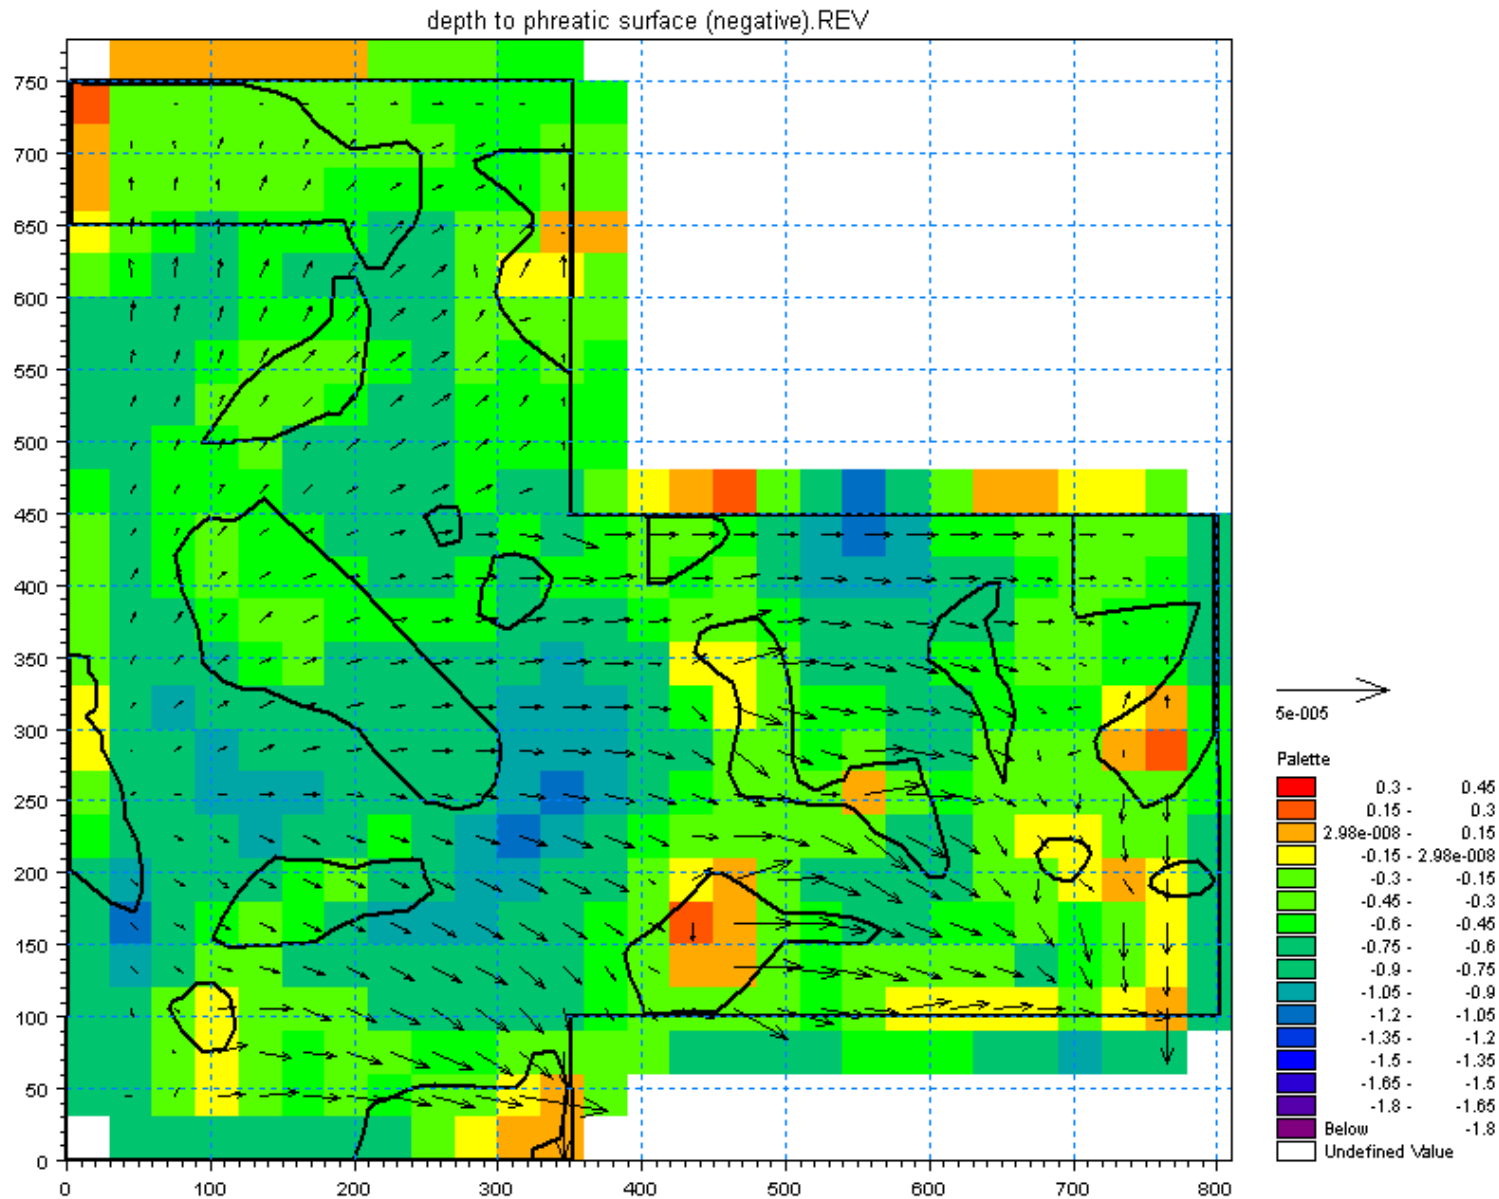 depth to phreatic surface (negative).REV
750
700
650
600
550
500
450
400
350
300
250
200
150
100
50
0
0 100 200 300 400 500 600 700 800
5e-005
Palette
0.3 - 0.45
0.15 - 0.3
2.98e-008 - 0.15
-0.15 - 2.98e-008
-0.3 - -0.15
-0.45 - -0.3
-0.6 - -0.45
-0.75 - -0.6
-0.9 - -0.75
-1.05 - -0.9
-1.2 - -1.05
-1.35 - -1.2
-1.5 - -1.35
-1.65 - -1.5
-1.8 - -1.65
Below -1.8
Undefined Value